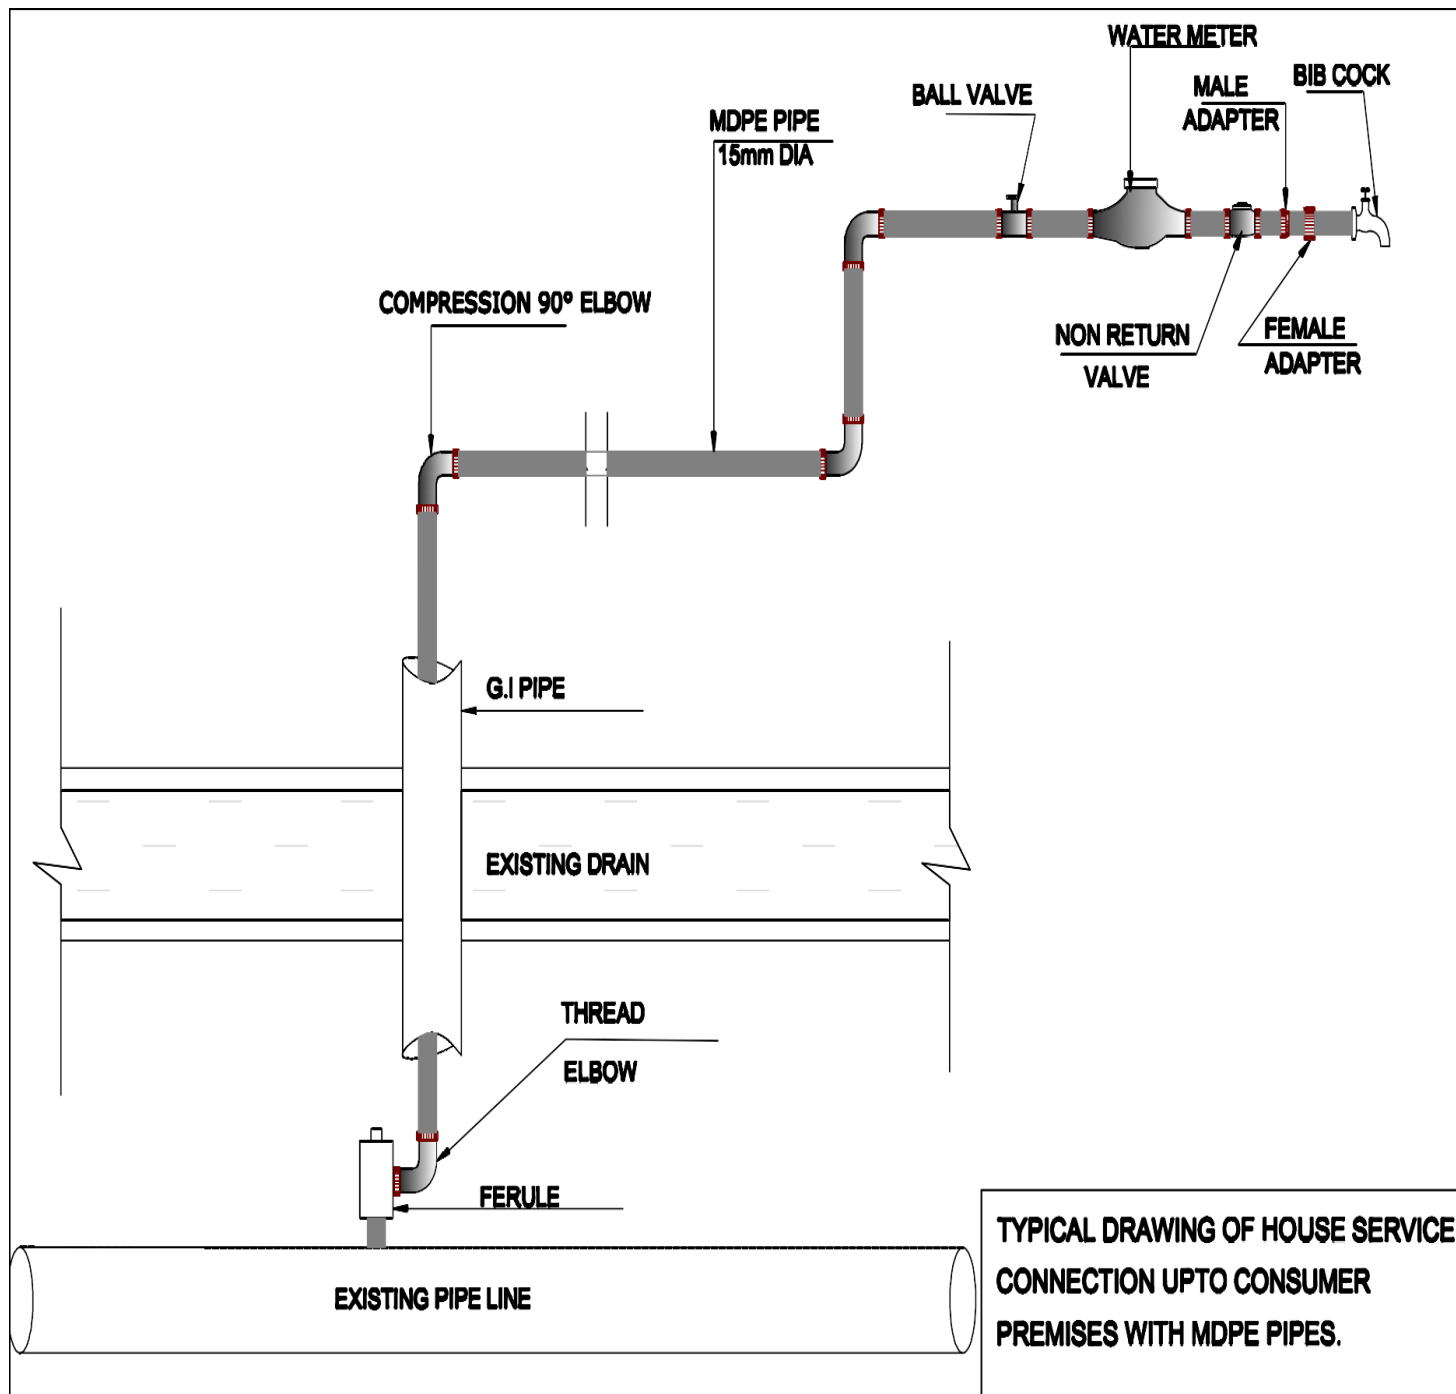 WATER METER
BIB COCK
MALE
ADAPTER
BALL VALVE
MDPE PIPE
15mm DIA
COMPRESSION 90° ELBOW
NON RETURN
VALVE
FEMALE
ADAPTER
G.I PIPE
EXISTING DRAIN
THREAD
ELBOW
FERULE
EXISTING PIPE LINE
TYPICAL DRAWING OF HOUSE SERVICE
CONNECTION UPTO CONSUMER
PREMISES WITH MDPE PIPES.